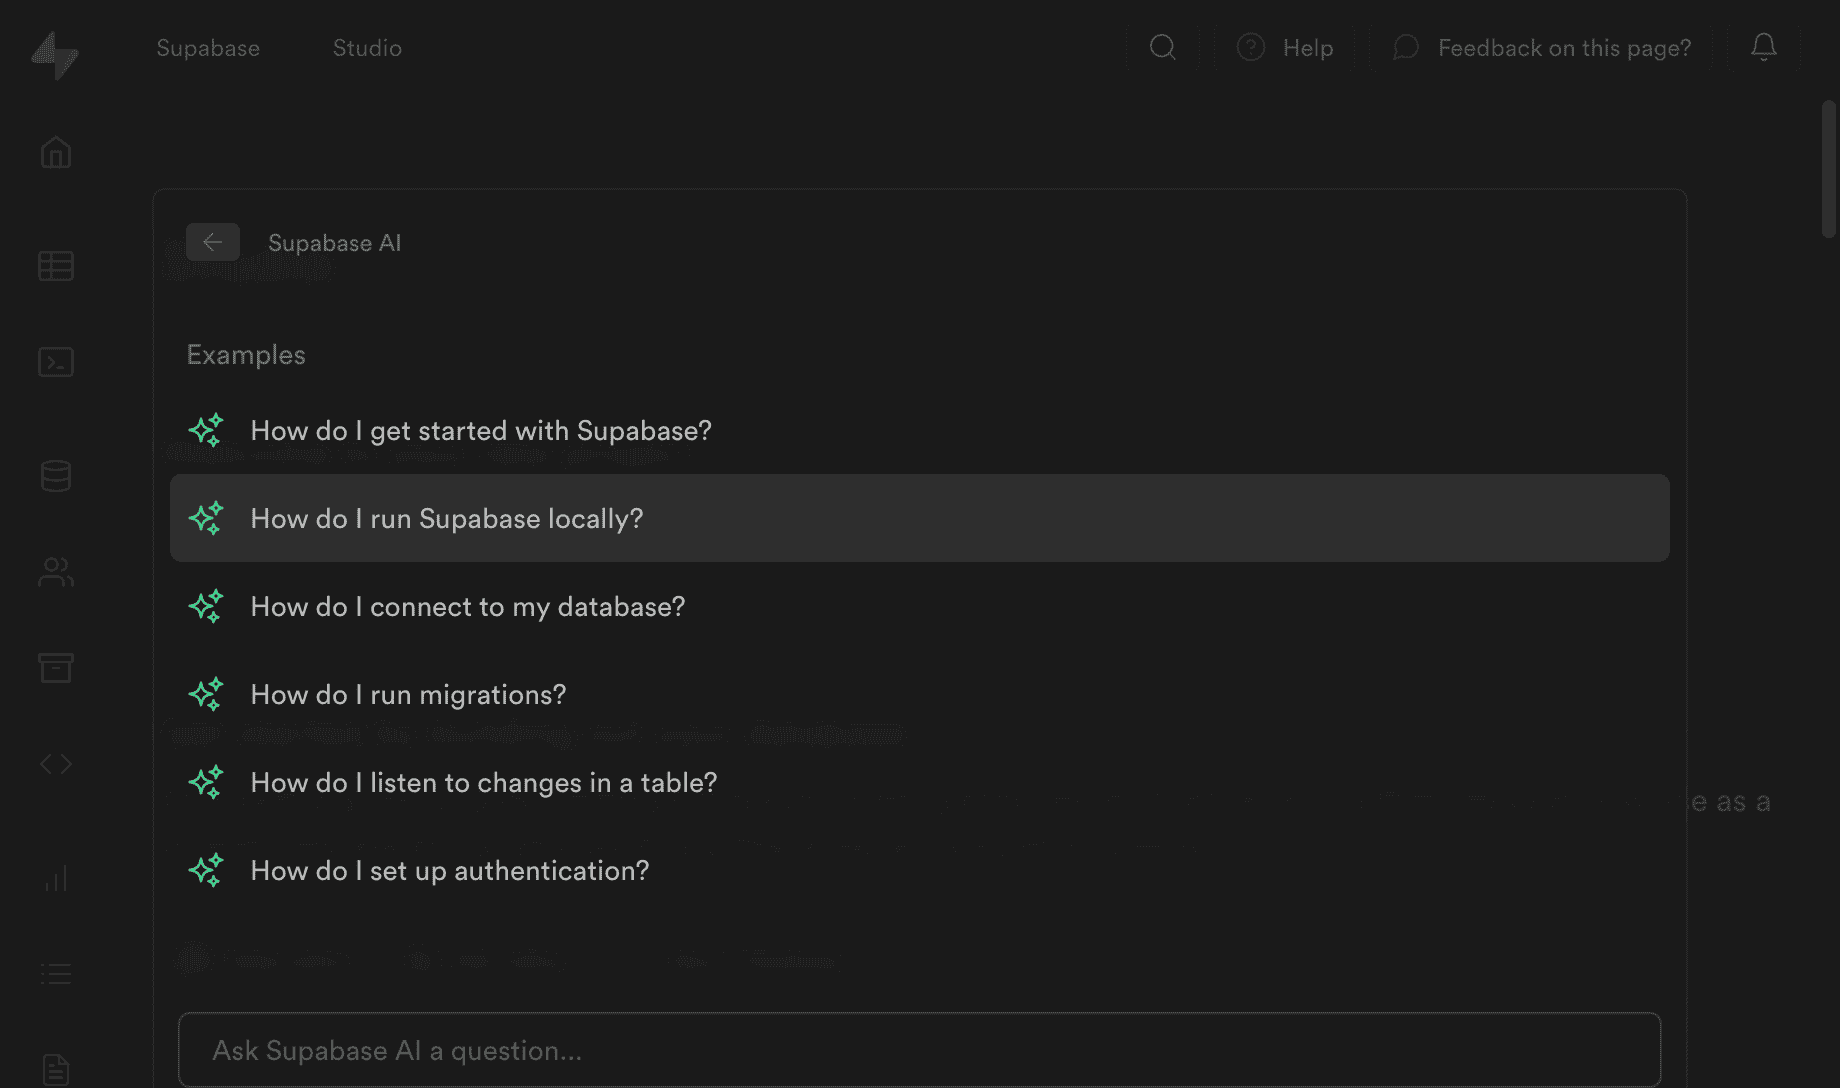 Supabase Studio Help Feedback on this page?
Supabase AI
Examples
How do I get started with Supabase?
How do I run Supabase locally?
How do I connect to my database?
How do I run migrations?
How do I listen to changes in a table?
e as a
How do I set up authentication?
Ask Supabase AI a question...